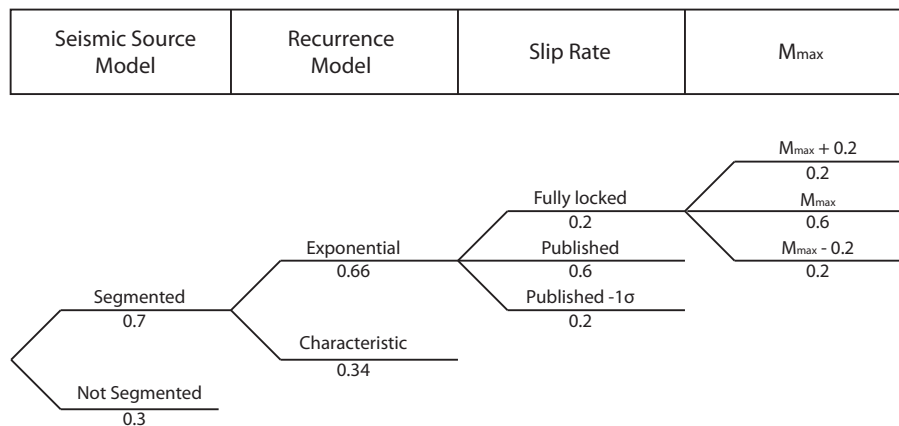 Seismic Source
Model
Recurrence
Model
Slip Rate
Mmax
Mmax + 0.2
0.2
Fully locked
0.2
Mmax
0.6
Exponential
0.66
Published
0.6
Mmax - 0.2
0.2
Segmented
0.7
Published -1σ
0.2
Characteristic
0.34
Not Segmented
0.3